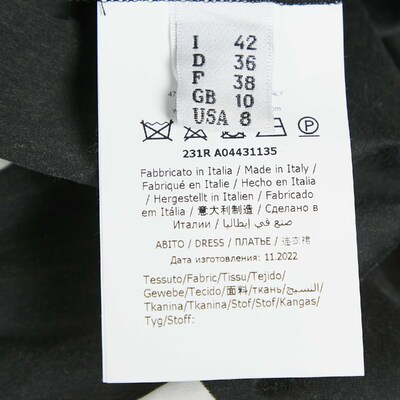 I 42
D 36
F 38
GB 10
USA 8
P
231R A04431135
Fabbricato in Italia / Made in Italy /
Fabriqué en Italie / Hecho en Italia
/ Hergestellt in Italien / Fabricado
em Itália / 意大利制造 / Сделано в
Италии / صنع في إيطاليا
ABITO / DRESS / ПЛАТЬЕ / 连衣裙
Дата изготовления: 11.2022
Tessuto/Fabric/Tissu/Tejido/
Gewebe/Tecido/面料/ткань/النسيج/
Tkanina/Tkanina/Stof/Stof/Kangas/
Tyg/Stoff: